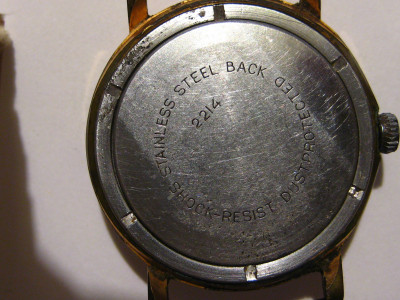 STAINLESS STEEL BACK
DUSTPROTECTED
SHOCK-RESIST
2214